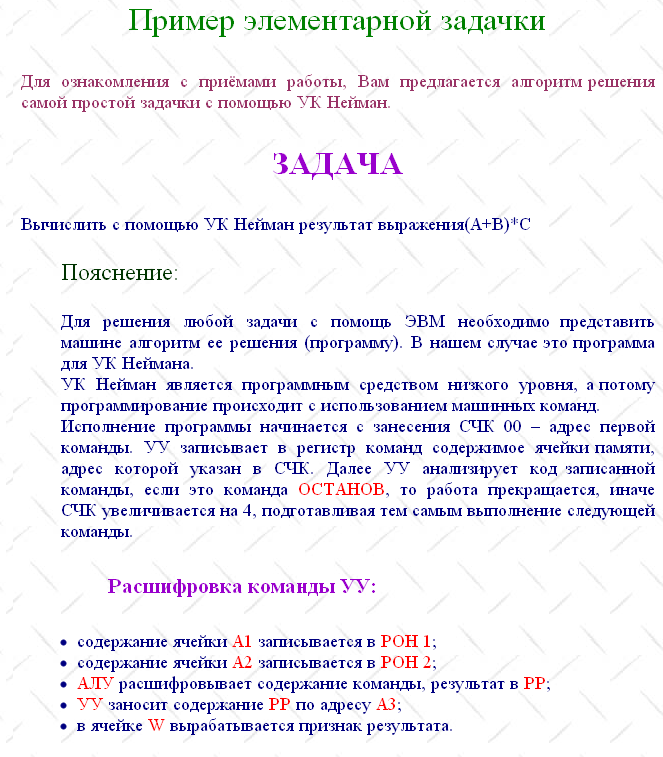 Пример элементарной задачки
Для ознакомления с приёмами работы, Вам предлагается алгоритм решения
самой простой задачки с помощью УК Нейман.
ЗАДАЧА
Вычислить с помощью УК Нейман результат выражения(А+В)*С
Пояснение:
Для решения любой задачи с помощь ЭВМ необходимо представить
машине алгоритм ее решения (программу). В нашем случае это программа
для УК Неймана.
УК Нейман является программным средством низкого уровня, а потому
программирование происходит с использованием машинных команд.
Исполнение программы начинается с занесения СЧК 00 – адрес первой
команды. УУ записывает в регистр команд содержимое ячейки памяти,
адрес которой указан в СЧК. Далее УУ анализирует код записанной
команды, если это команда ОСТАНОВ, то работа прекращается, иначе
СЧК увеличивается на 4, подготавливая тем самым выполнение следующей
команды.
Расшифровка команды УУ:
• содержание ячейки А1 записывается в РОН 1;
• содержание ячейки А2 записывается в РОН 2;
• АЛУ расшифровывает содержание команды, результат в РР;
• УУ заносит содержание РР по адресу А3;
• в ячейке W вырабатывается признак результата.